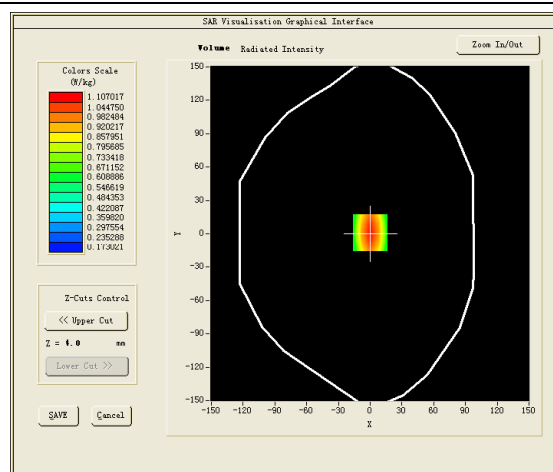 SAR Visualisation Graphical Interface
Volume Radiated Intensity
Zoom In/Out
Colors Scale
(W/kg)
1.107017
1.044750
0.982484
0.920217
0.857951
0.795685
0.733418
0.671152
0.608886
0.546619
0.484353
0.422087
0.359820
0.297554
0.235288
0.173021
Z-Cuts Control
<< Upper Cut
Z = 4.0 mm
Lower Cut >>
SAVE Cancel
150
120
90
60
30
Y 0
-30
-60
-90
-120
-150
-150 -120 -90 -60 -30 0 30 60 90 120 150
X